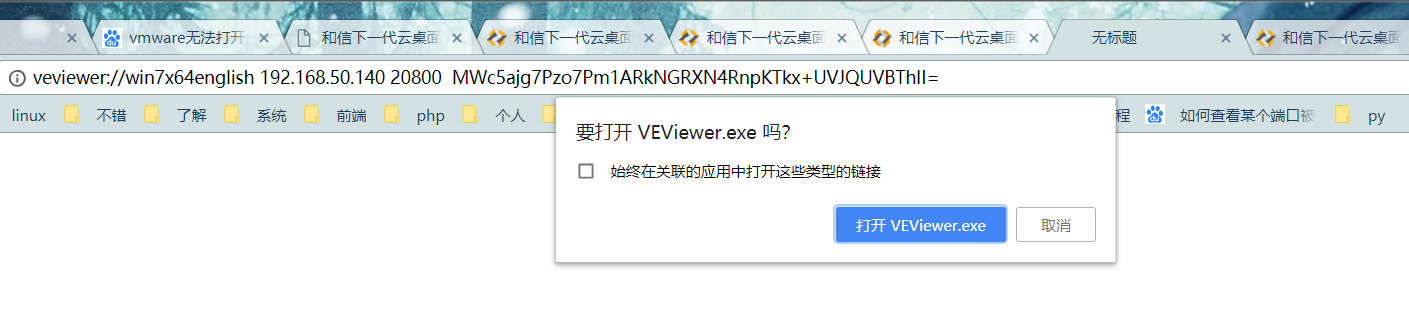 vmware无法打开 和信下一代云桌面 和信下一代云桌面 和信下一代云桌面 和信下一代云桌面 无标题 和信下一代云桌面
veviewer://win7x64english 192.168.50.140 20800  MWc5ajg7Pzo7Pm1ARkNGRXN4RnpKTkx+UVJQUVBThII=
linux 不错 了解 系统 前端 php 个人 程 如何查看某个端口被 py
要打开 VEViewer.exe 吗?
始终在关联的应用中打开这些类型的链接
打开 VEViewer.exe 取消